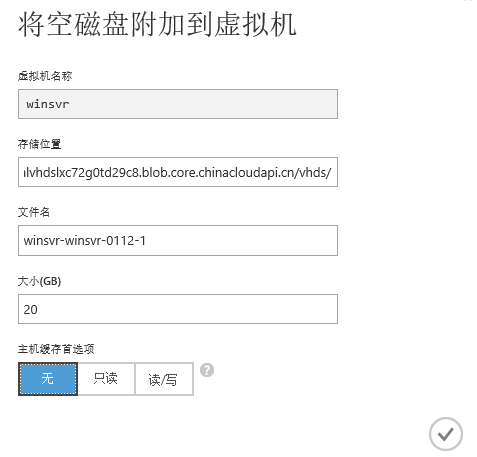 将空磁盘附加到虚拟机
虚拟机名称
winsvr
存储位置
lvhdslxc72g0td29c8.blob.core.chinacloudapi.cn/vhds/
文件名
winsvr-winsvr-0112-1
大小(GB)
20
主机缓存首选项
无 只读 读/写 ?